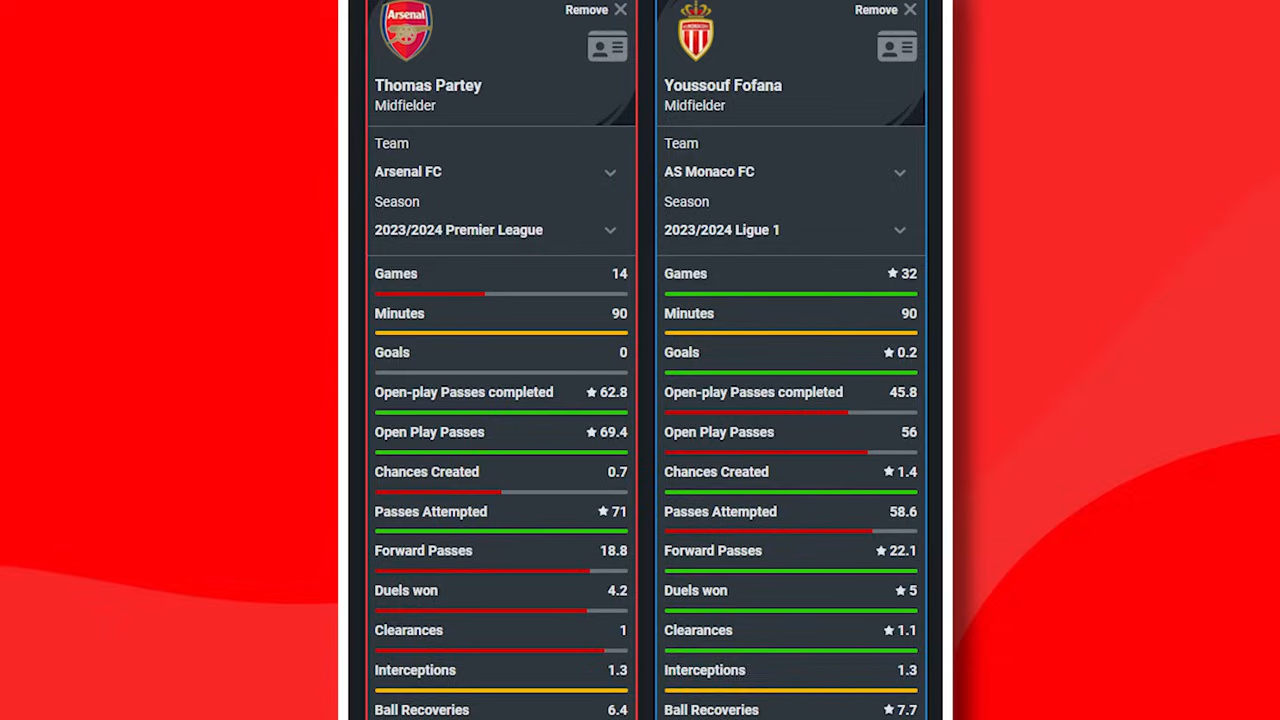 Arsenal
Remove
Thomas Partey
Midfielder
Team
Arsenal FC
Season
2023/2024 Premier League
Games 14
Minutes 90
Goals 0
Open-play Passes completed ★ 62.8
Open Play Passes ★ 69.4
Chances Created 0.7
Passes Attempted ★ 71
Forward Passes 18.8
Duels won 4.2
Clearances 1
Interceptions 1.3
Ball Recoveries 6.4
Remove
Youssouf Fofana
Midfielder
Team
AS Monaco FC
Season
2023/2024 Ligue 1
Games ★ 32
Minutes 90
Goals ★ 0.2
Open-play Passes completed 45.8
Open Play Passes 56
Chances Created ★ 1.4
Passes Attempted 58.6
Forward Passes ★ 22.1
Duels won ★ 5
Clearances ★ 1.1
Interceptions 1.3
Ball Recoveries ★ 7.7